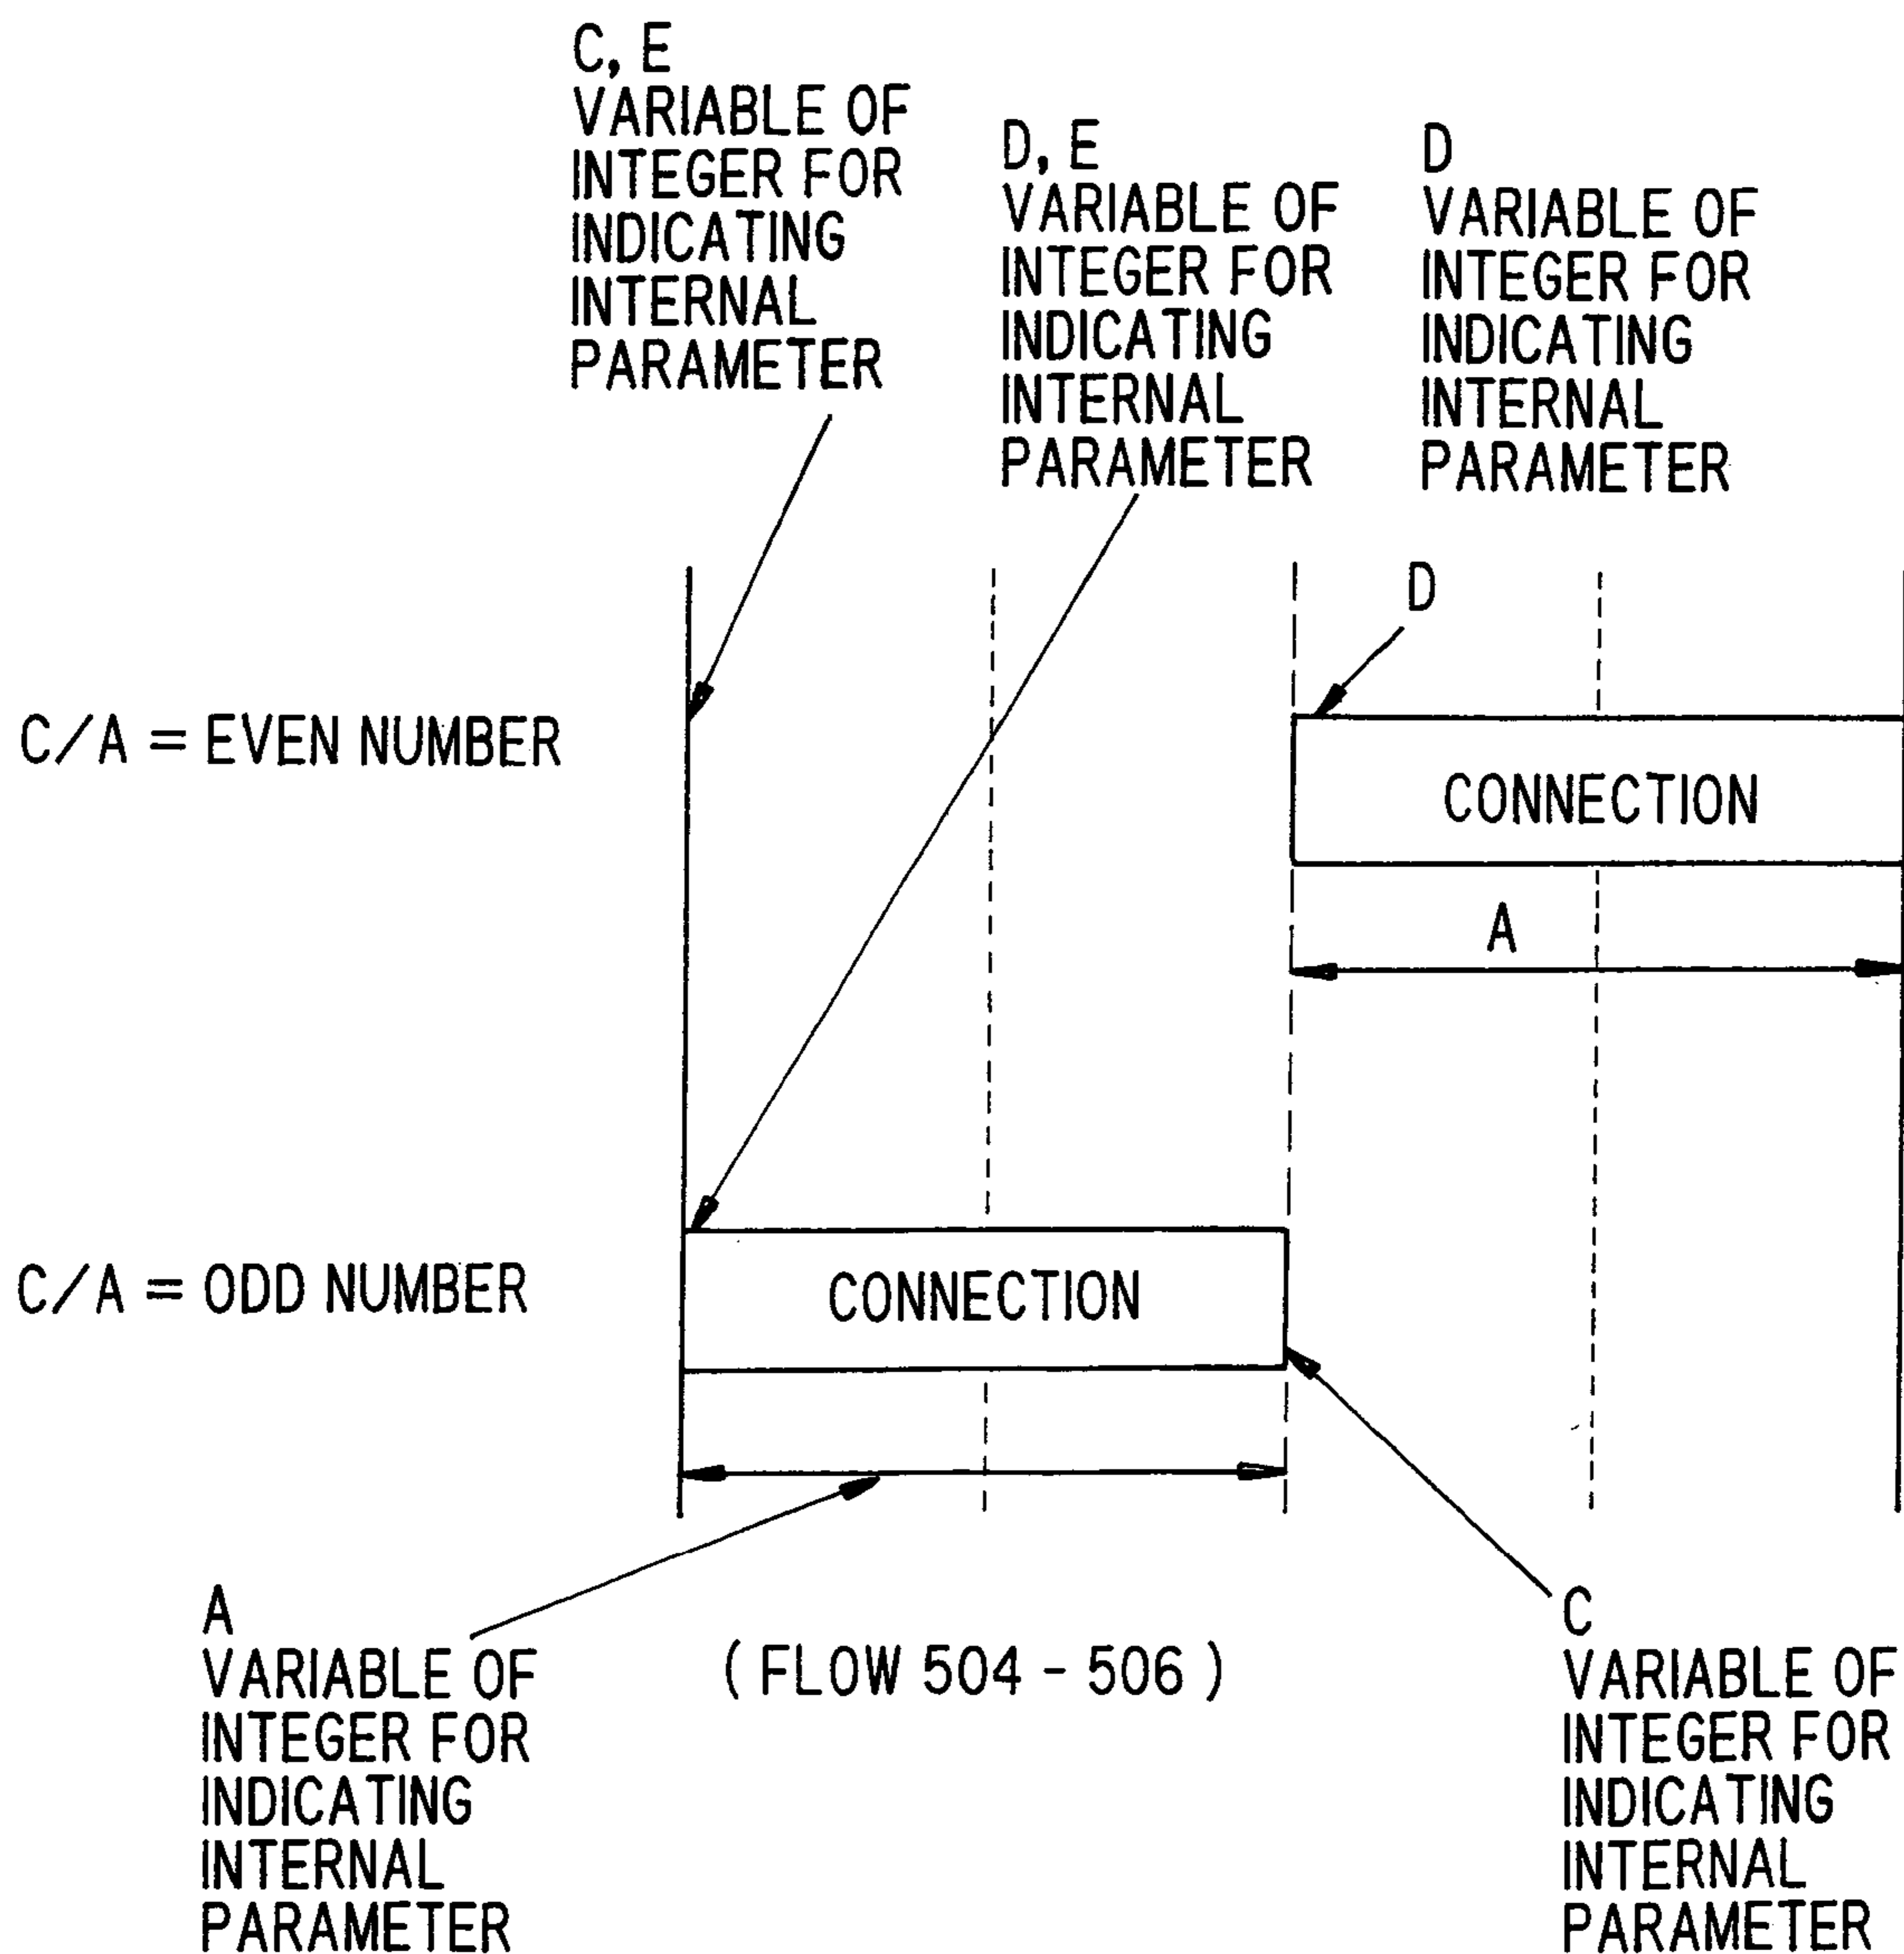 C, E
VARIABLE OF
INTEGER FOR
INDICATING
INTERNAL
PARAMETER
D, E
VARIABLE OF
INTEGER FOR
INDICATING
INTERNAL
PARAMETER
D
VARIABLE OF
INTEGER FOR
INDICATING
INTERNAL
PARAMETER
D
C/A = EVEN NUMBER
CONNECTION
A
C/A = ODD NUMBER
CONNECTION
A
VARIABLE OF
INTEGER FOR
INDICATING
INTERNAL
PARAMETER
( FLOW 504 - 506 )
C
VARIABLE OF
INTEGER FOR
INDICATING
INTERNAL
PARAMETER